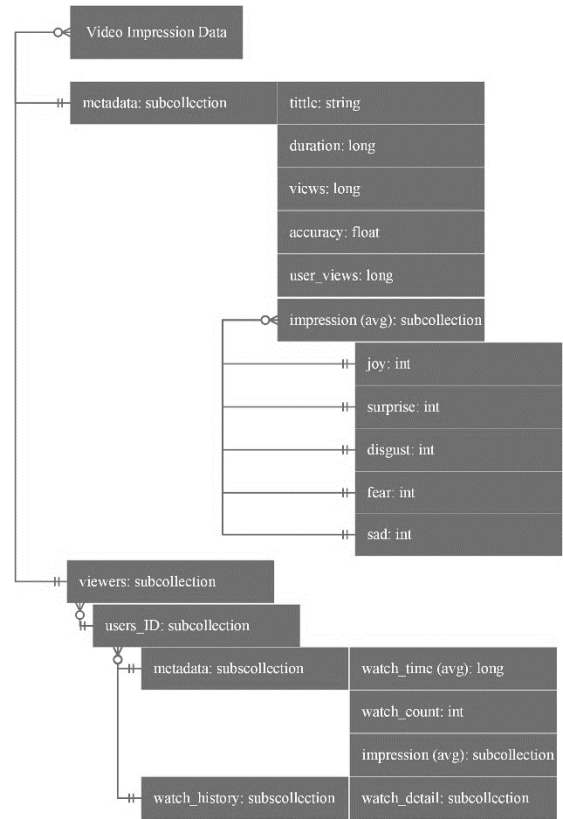 Video Impression Data
metadata: subcollection
tittle: string
duration: long
views: long
accuracy: float
user_views: long
impression (avg): subcollection
joy: int
surprise: int
disgust: int
fear: int
sad: int
viewers: subcollection
users_ID: subcollection
metadata: subscollection
watch_time (avg): long
watch_count: int
impression (avg): subcollection
watch_history: subscollection
watch_detail: subcollection